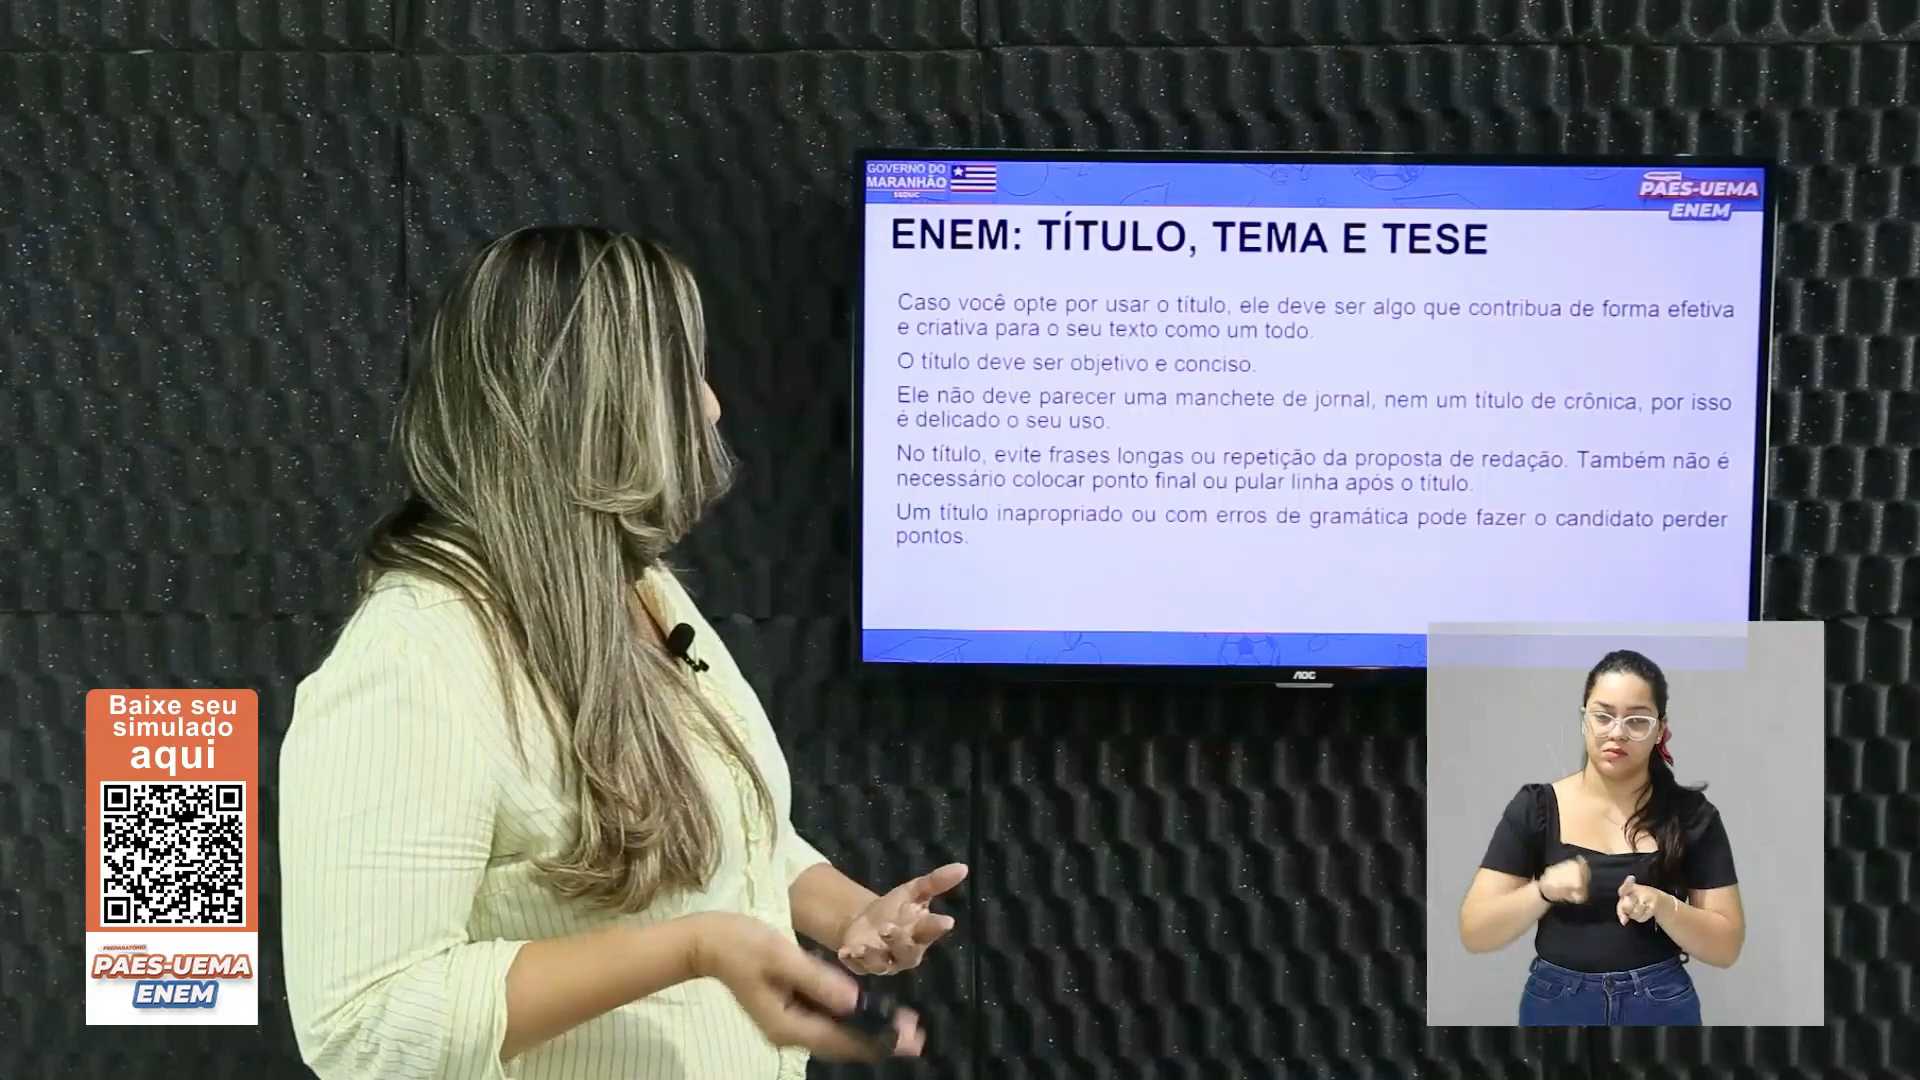 GOVERNO DO
MARANHÃO
SEDUC
PAES-UEMA
ENEM
ENEM: TÍTULO, TEMA E TESE
Caso você opte por usar o título, ele deve ser algo que contribua de forma efetiva
e criativa para o seu texto como um todo.
O título deve ser objetivo e conciso.
Ele não deve parecer uma manchete de jornal, nem um título de crônica, por isso
é delicado o seu uso.
No título, evite frases longas ou repetição da proposta de redação. Também não é
necessário colocar ponto final ou pular linha após o título.
Um título inapropriado ou com erros de gramática pode fazer o candidato perder
pontos.
AOC
Baixe seu
simulado
aqui
PREPARATÓRIO
PAES-UEMA
ENEM